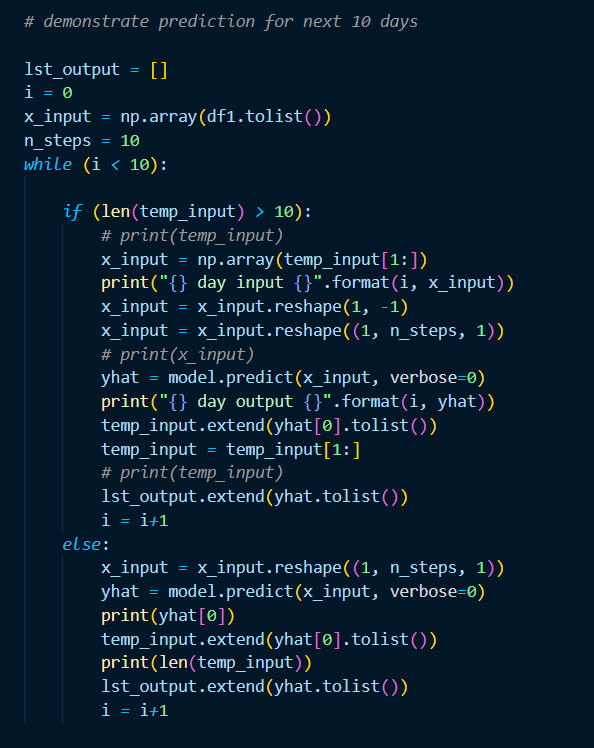 # demonstrate prediction for next 10 days

lst_output = []
i = 0
x_input = np.array(df1.tolist())
n_steps = 10
while (i < 10):

    if (len(temp_input) > 10):
        # print(temp_input)
        x_input = np.array(temp_input[1:])
        print("{} day input {}".format(i, x_input))
        x_input = x_input.reshape(1, -1)
        x_input = x_input.reshape((1, n_steps, 1))
        # print(x_input)
        yhat = model.predict(x_input, verbose=0)
        print("{} day output {}".format(i, yhat))
        temp_input.extend(yhat[0].tolist())
        temp_input = temp_input[1:]
        # print(temp_input)
        lst_output.extend(yhat.tolist())
        i = i+1
    else:
        x_input = x_input.reshape((1, n_steps, 1))
        yhat = model.predict(x_input, verbose=0)
        print(yhat[0])
        temp_input.extend(yhat[0].tolist())
        print(len(temp_input))
        lst_output.extend(yhat.tolist())
        i = i+1